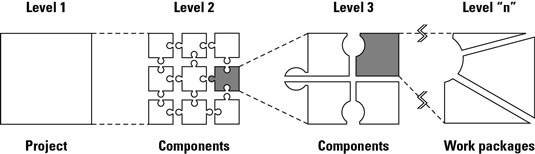 Level 1 Level 2 Level 3 Level “n”
Project Components Components Work packages